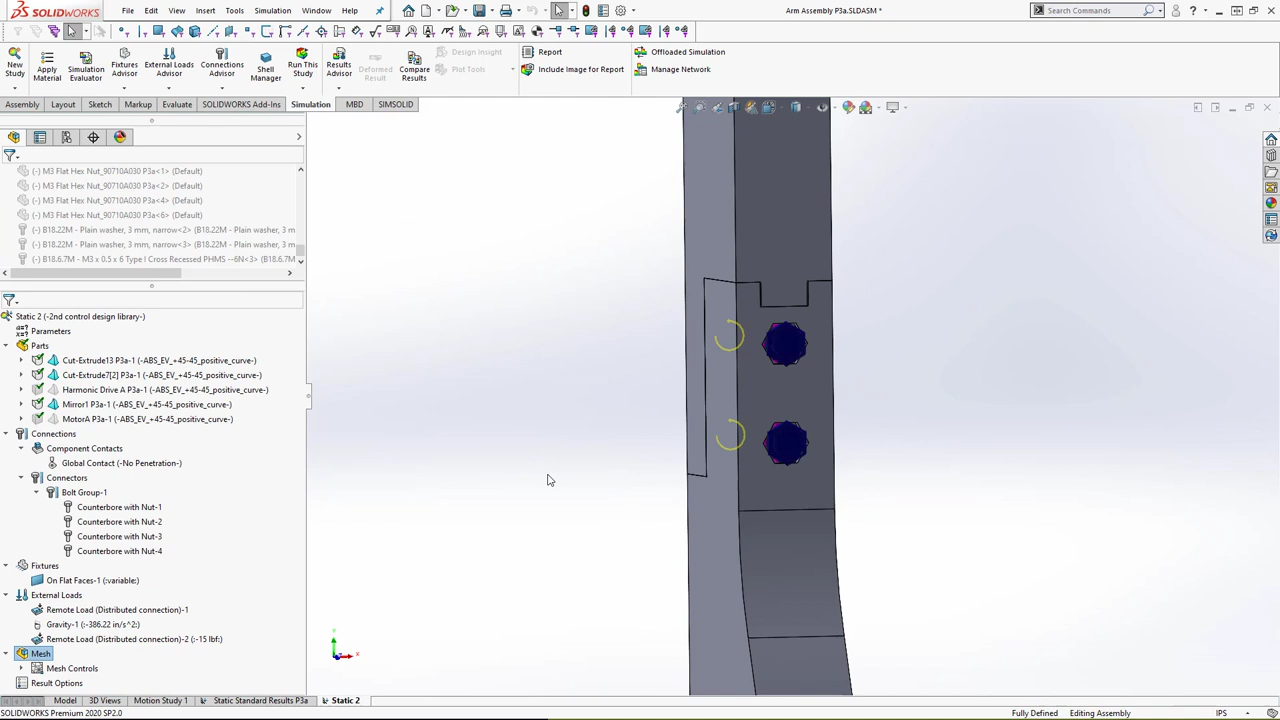 SOLIDWORKS File Edit View Insert Tools Simulation Window Help Arm Assembly P3a.SLDASM * Search Commands
New Study
Apply Material
Simulation Evaluator
Fixtures Advisor
External Loads Advisor
Connections Advisor
Shell Manager
Run This Study
Results Advisor
Deformed Result
Compare Results
Design Insight
Plot Tools
Report
Include Image for Report
Offloaded Simulation
Manage Network
Assembly Layout Sketch Markup Evaluate SOLIDWORKS Add-Ins Simulation MBD SIMSOLID
(-) M3 Flat Hex Nut_90710A030 P3a<1> (Default)
(-) M3 Flat Hex Nut_90710A030 P3a<2> (Default)
(-) M3 Flat Hex Nut_90710A030 P3a<4> (Default)
(-) M3 Flat Hex Nut_90710A030 P3a<6> (Default)
(-) B18.22M - Plain washer, 3 mm, narrow<2> (B18.22M - Plain washer, 3 m
(-) B18.22M - Plain washer, 3 mm, narrow<3> (B18.22M - Plain washer, 3 m
(-) B18.6.7M - M3 x 0.5 x 6 Type I Cross Recessed PHMS --6N<3> (B18.6.7M
Static 2 (-2nd control design library-)
Parameters
Parts
Cut-Extrude13 P3a-1 (-ABS_EV_+45-45_positive_curve-)
Cut-Extrude7[2] P3a-1 (-ABS_EV_+45-45_positive_curve-)
Harmonic Drive A P3a-1 (-ABS_EV_+45-45_positive_curve-)
Mirror1 P3a-1 (-ABS_EV_+45-45_positive_curve-)
MotorA P3a-1 (-ABS_EV_+45-45_positive_curve-)
Connections
Component Contacts
Global Contact (-No Penetration-)
Connectors
Bolt Group-1
Counterbore with Nut-1
Counterbore with Nut-2
Counterbore with Nut-3
Counterbore with Nut-4
Fixtures
On Flat Faces-1 (:variable:)
External Loads
Remote Load (Distributed connection)-1
Gravity-1 (:-386.22 in/s^2:)
Remote Load (Distributed connection)-2 (:-15 lbf:)
Mesh
Mesh Controls
Result Options
Y
X
Model 3D Views Motion Study 1 Static Standard Results P3a Static 2
SOLIDWORKS Premium 2020 SP2.0 Fully Defined Editing Assembly IPS